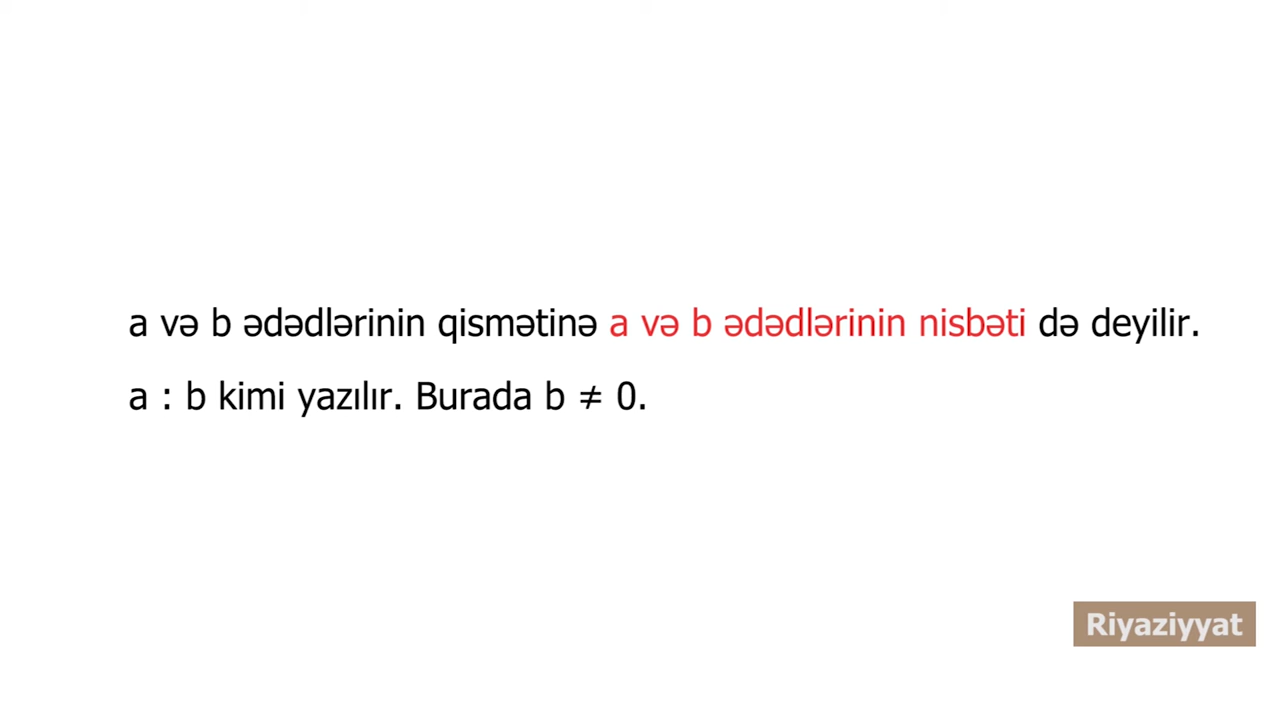 a və b ədədlərinin qismətinə a və b ədədlərinin nisbəti də deyilir.
a : b kimi yazılır. Burada b ≠ 0.
Riyaziyyat